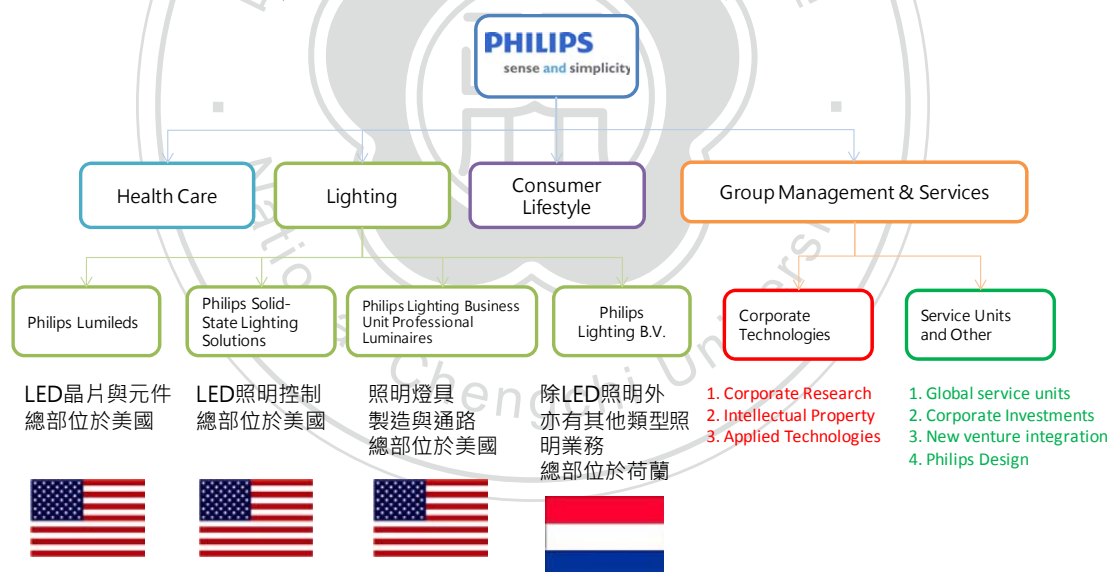 PHILIPS
sense and simplicity
Health Care
Lighting
Consumer
Lifestyle
Group Management & Services
Philips Lumileds
Philips Solid-
State Lighting
Solutions
Philips Lighting Business
Unit Professional
Luminaires
Philips
Lighting B.V.
Corporate
Technologies
Service Units
and Other
LED晶片與元件
總部位於美國
LED照明控制
總部位於美國
照明燈具
製造與通路
總部位於美國
除LED照明外
亦有其他類型照
明業務
總部位於荷蘭
1. Corporate Research
2. Intellectual Property
3. Applied Technologies
1. Global service units
2. Corporate Investments
3. New venture integration
4. Philips Design
Chengchi Univers